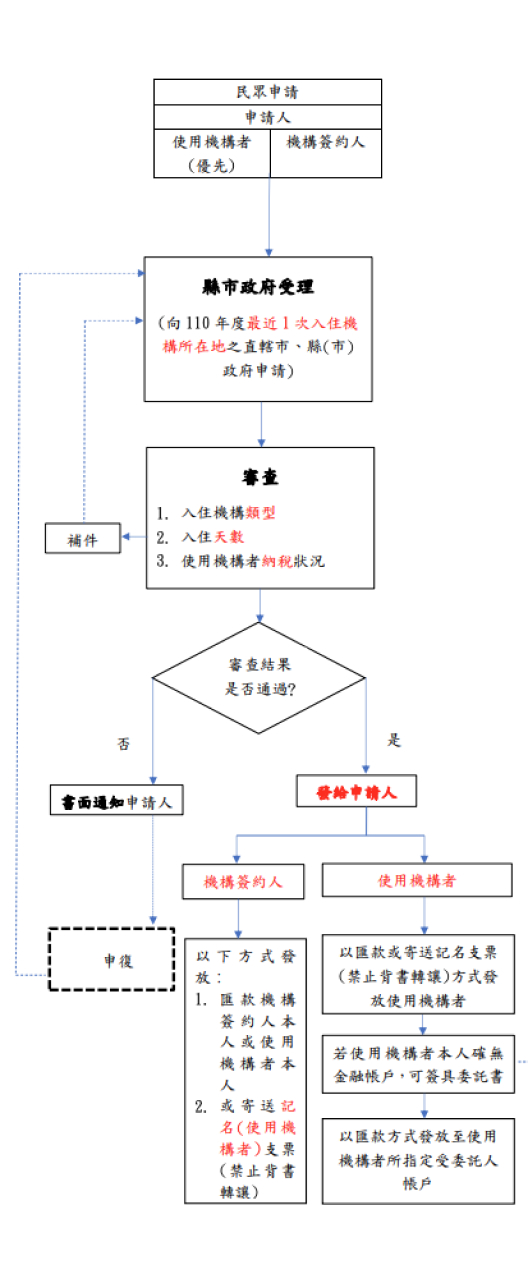 民眾申請
申請人
使用機構者
(優先)
機構簽約人
縣市政府受理
(向 110 年度最近 1 次入住機
構所在地之直轄市、縣(市)
政府申請)
審查
1. 入住機構類型
2. 入住天數
3. 使用機構者納稅狀況
補件
審查結果
是否通過?
否
是
書面通知申請人
發給申請人
機構簽約人
使用機構者
申復
以下方式發
放：
1. 匯款機構
簽約人本
人或使用
機構者本
人
2. 或寄送記
名(使用機
構者)支票
(禁止背書
轉讓)
以匯款或寄送記名支票
(禁止背書轉讓)方式發
放使用機構者
若使用機構者本人確無
金融帳戶，可簽具委託書
以匯款方式發放至使用
機構者所指定受委託人
帳戶